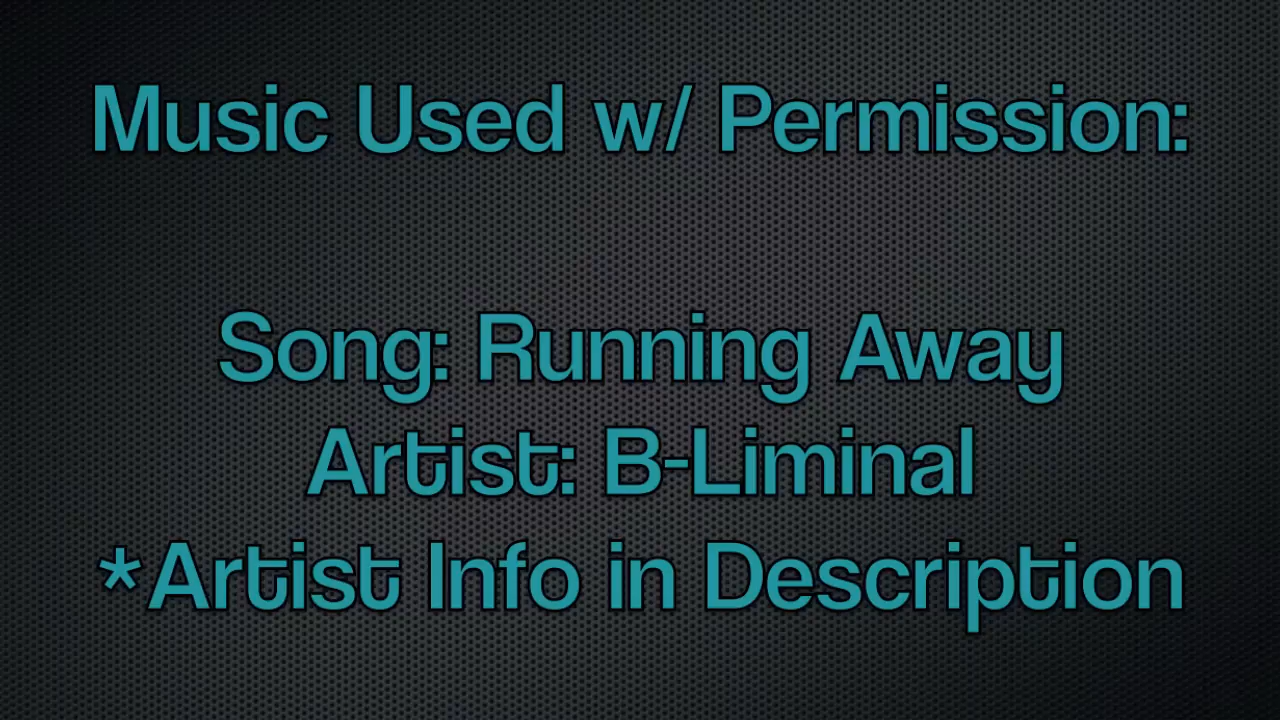 Music Used w/ Permission:
Song: Running Away
Artist: B-Liminal
*Artist Info in Description